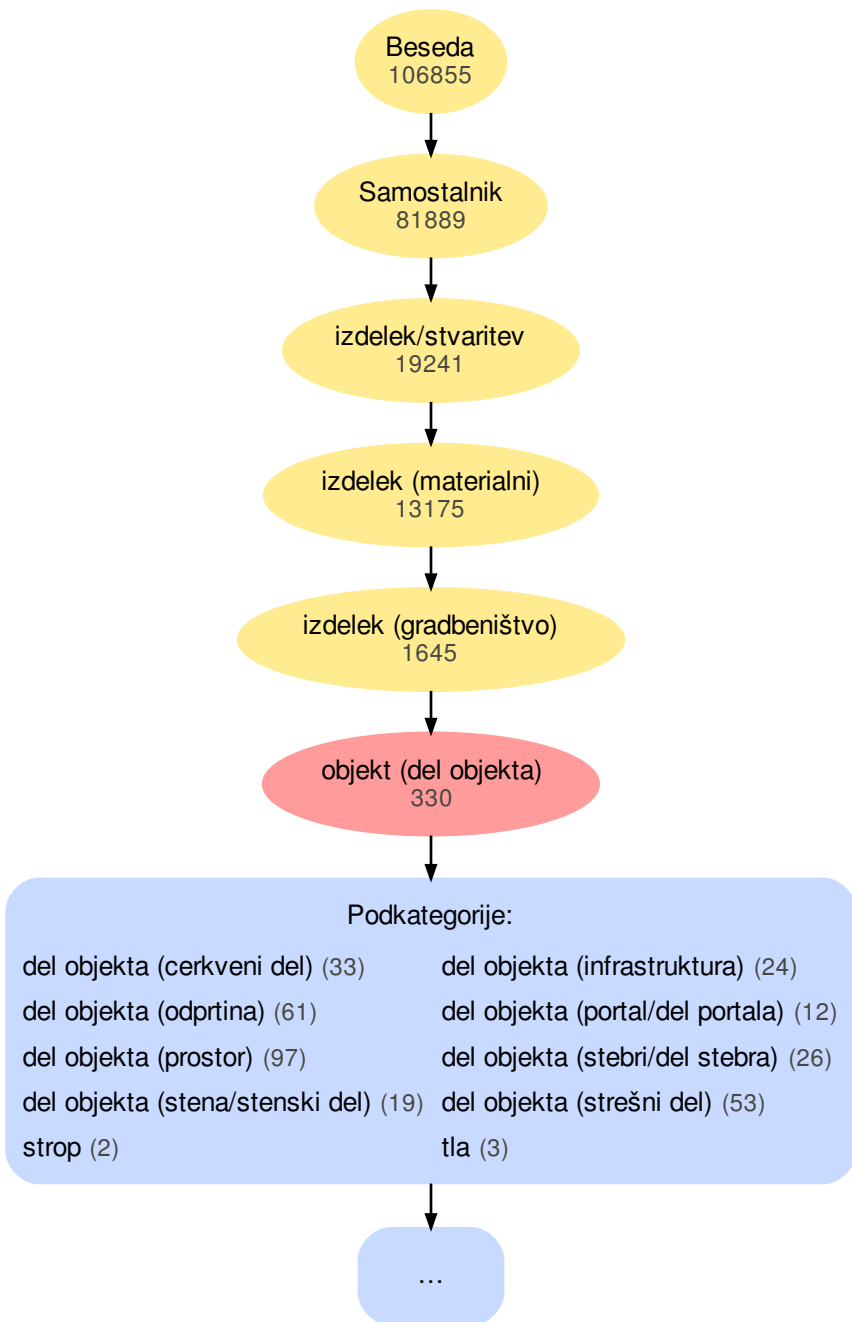 Beseda
106855
Samostalnik
81889
izdelek/stvaritev
19241
izdelek (materialni)
13175
izdelek (gradbeništvo)
1645
objekt (del objekta)
330
Podkategorije:
del objekta (cerkveni del) (33) del objekta (infrastruktura) (24)
del objekta (odprtina) (61) del objekta (portal/del portala) (12)
del objekta (prostor) (97) del objekta (stebri/del stebra) (26)
del objekta (stena/stenski del) (19) del objekta (strešni del) (53)
strop (2) tla (3)
...